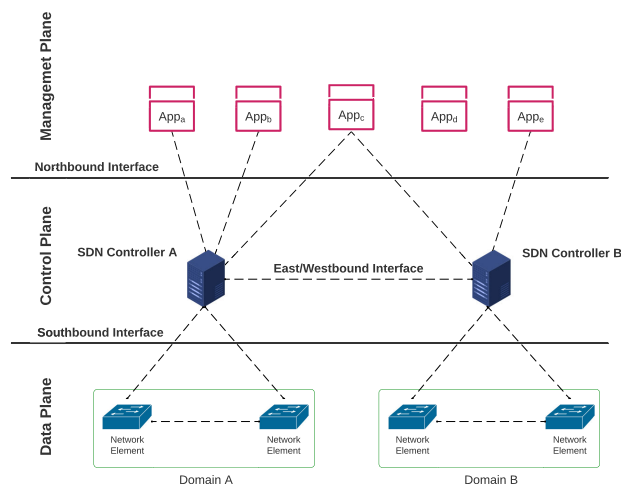 Managemet Plane
Appa
Appb
Appc
Appd
Appe
Northbound Interface
Control Plane
SDN Controller A
SDN Controller B
East/Westbound Interface
Southbound Interface
Data Plane
Network
Element
Network
Element
Network
Element
Network
Element
Domain A
Domain B